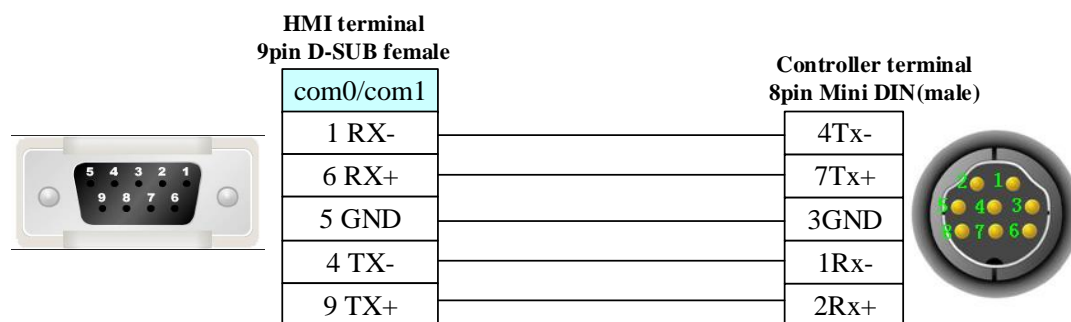 HMI terminal
9pin D-SUB female
com0/com1
1 RX-
6 RX+
5 GND
4 TX-
9 TX+
Controller terminal
8pin Mini DIN(male)
4Tx-
7Tx+
3GND
1Rx-
2Rx+
5 4 3 2 1
9 8 7 6
2 1
5 4 3
8 7 6